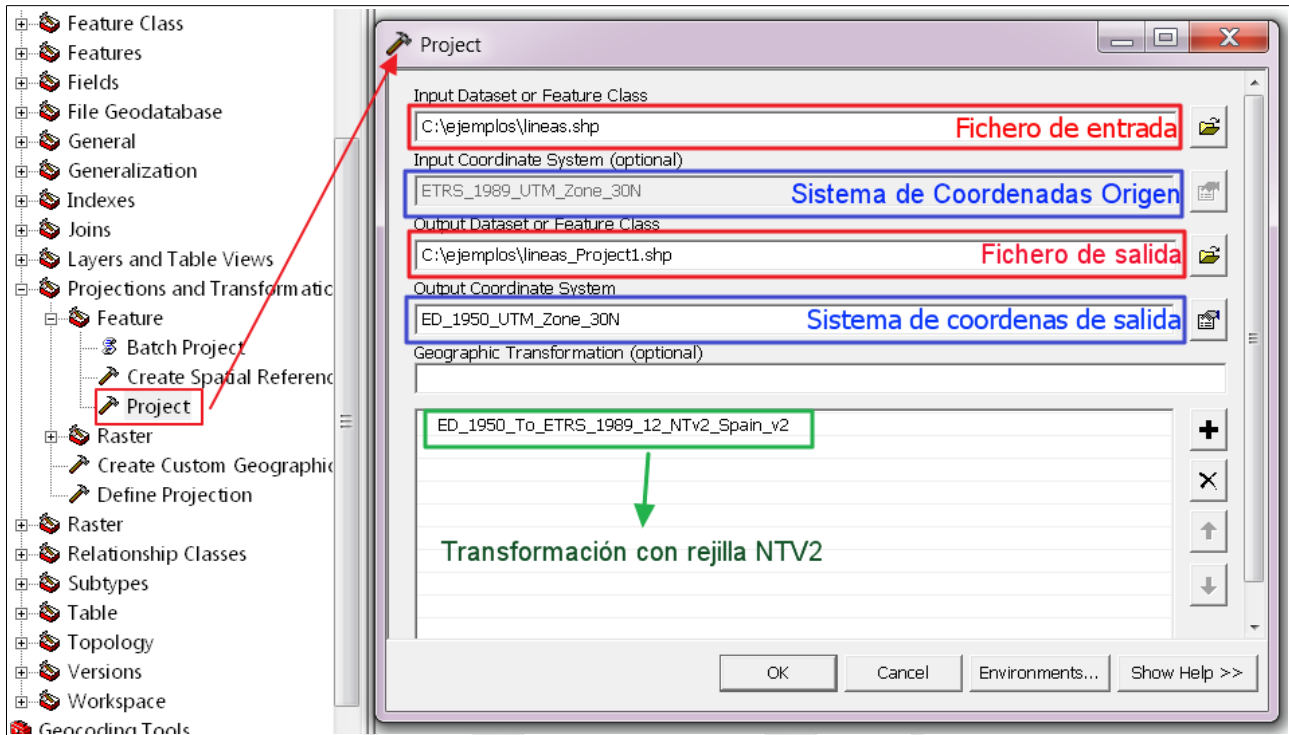 Feature Class
Features
Fields
File Geodatabase
General
Generalization
Indexes
Joins
Layers and Table Views
Projections and Transformatic
Feature
Batch Project
Create Spatial Referenc
Project
Raster
Create Custom Geographic
Define Projection
Raster
Relationship Classes
Subtypes
Table
Topology
Versions
Workspace
Geocoding Tools
Project
Input Dataset or Feature Class
C:\ejemplos\lineas.shp Fichero de entrada
Input Coordinate System (optional)
ETRS_1989_UTM_Zone_30N Sistema de Coordenadas Origen
Output Dataset or Feature Class
C:\ejemplos\lineas_Project1.shp Fichero de salida
Output Coordinate System
ED_1950_UTM_Zone_30N Sistema de coordenas de salida
Geographic Transformation (optional)
ED_1950_To_ETRS_1989_12_NTv2_Spain_v2
Transformación con rejilla NTV2
OK Cancel Environments... Show Help >>